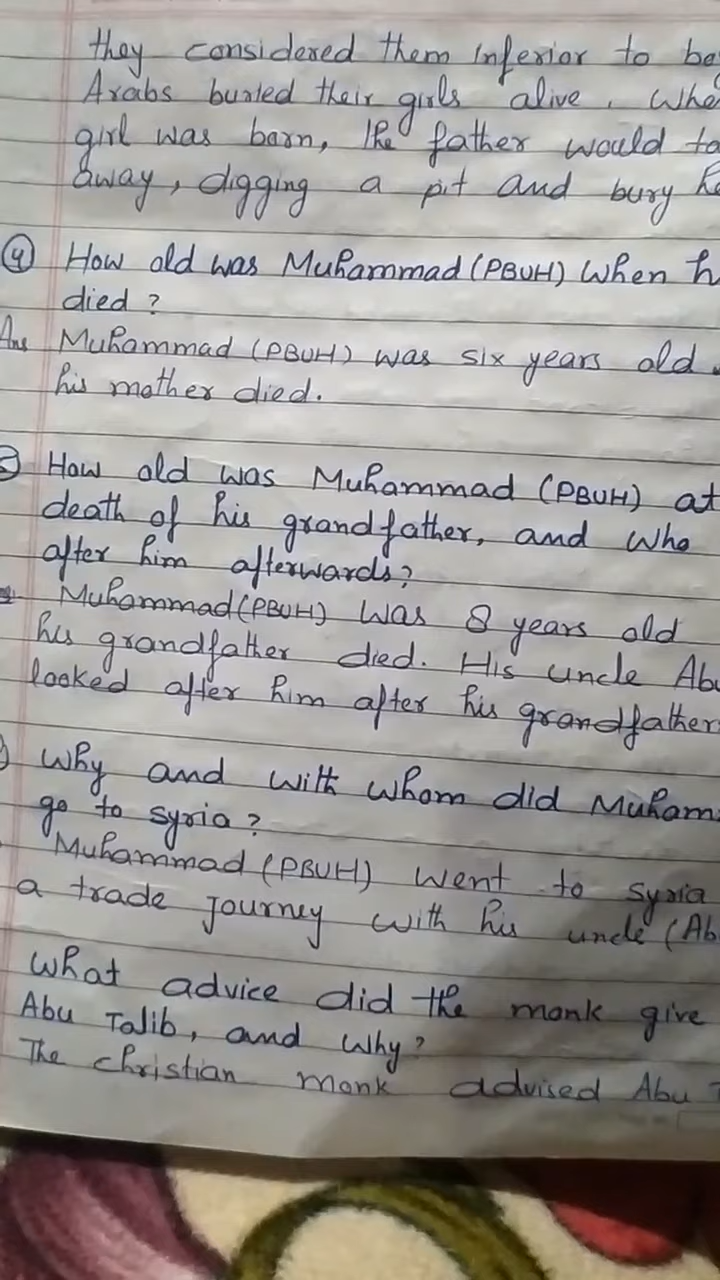 they considered them inferior to be
Arabs buried their girls alive. Whe
girl was born, the father would ta
away, digging a pit and bury he
④ How old was Muhammad (PBUH) when h
died?
Ans Muhammad (PBUH) was six years old
his mother died.
How old was Muhammad (PBUH) at
death of his grandfather, and who
after him afterwards?
Muhammad (PBUH) was 8 years old
his grandfather died. His uncle Abu
looked after him after his grandfather
Why and with whom did Muham
go to syria?
Muhammad (PBUH) went to syria
a trade journey with his uncle (Ab
What advice did the monk give
Abu Talib, and why?
The christian monk advised Abu